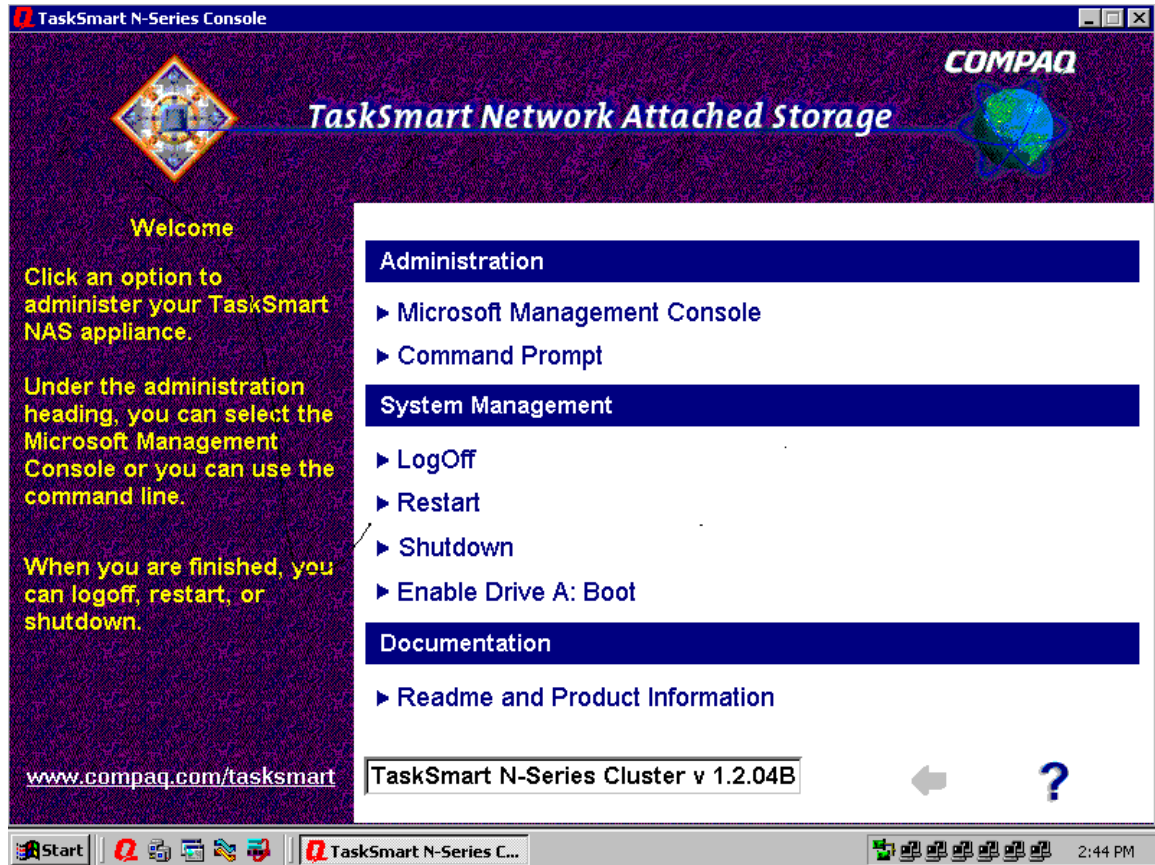 TaskSmart N-Series Console
COMPAQ
TaskSmart Network Attached Storage
Welcome
Click an option to
administer your TaskSmart
NAS appliance.
Under the administration
heading, you can select the
Microsoft Management
Console or you can use the
command line.
When you are finished, you
can logoff, restart, or
shutdown.
www.compaq.com/tasksmart
Administration
Microsoft Management Console
Command Prompt
System Management
LogOff
Restart
Shutdown
Enable Drive A: Boot
Documentation
Readme and Product Information
TaskSmart N-Series Cluster v 1.2.04B
?
Start
TaskSmart N-Series C...
2:44 PM